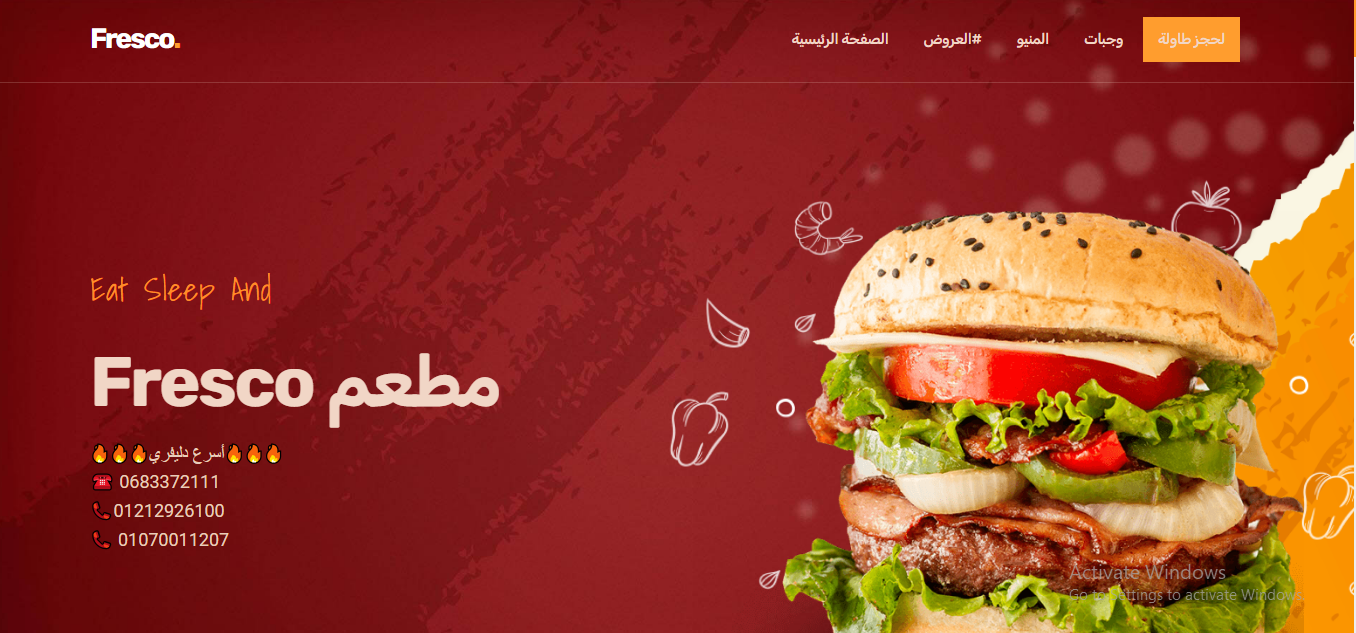 Fresco.
الصفحة الرئيسية
#العروض
المنيو
وجبات
لحجز طاولة
Eat Sleep And
Fresco مطعم
🔥🔥🔥أسرع دليفري🔥🔥🔥
☎️ 0683372111
📞01212926100
📞 01070011207
Activate Windows
Go to Settings to activate Windows.